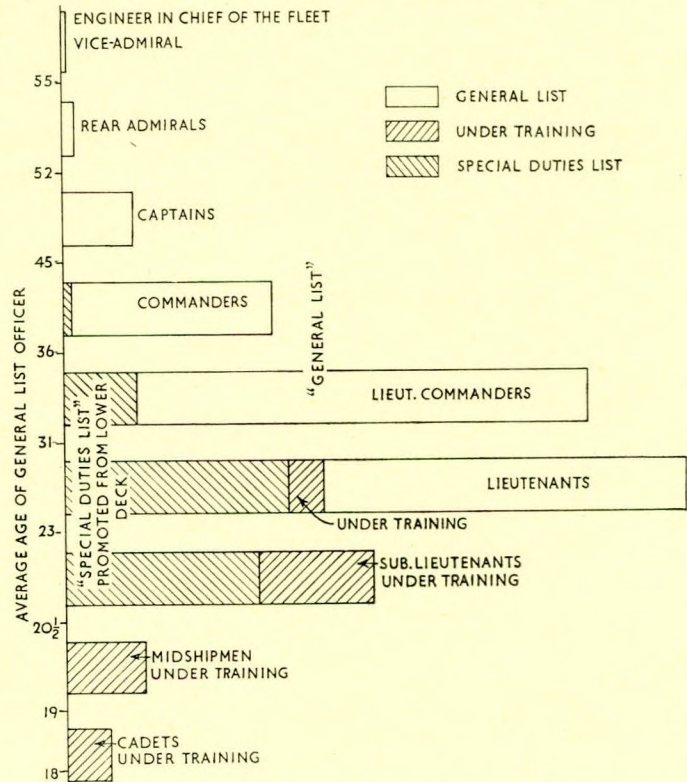 ENGINEER IN CHIEF OF THE FLEET
VICE-ADMIRAL
55
REAR ADMIRALS
52
CAPTAINS
45
COMMANDERS
36
LIEUT. COMMANDERS
31
LIEUTENANTS
UNDER TRAINING
23
SUB.LIEUTENANTS
UNDER TRAINING
20½
MIDSHIPMEN
UNDER TRAINING
19
CADETS
UNDER TRAINING
18
GENERAL LIST
UNDER TRAINING
SPECIAL DUTIES LIST
"GENERAL LIST"
"SPECIAL DUTIES LIST"
PROMOTED FROM LOWER
DECK
AVERAGE AGE OF GENERAL LIST OFFICER